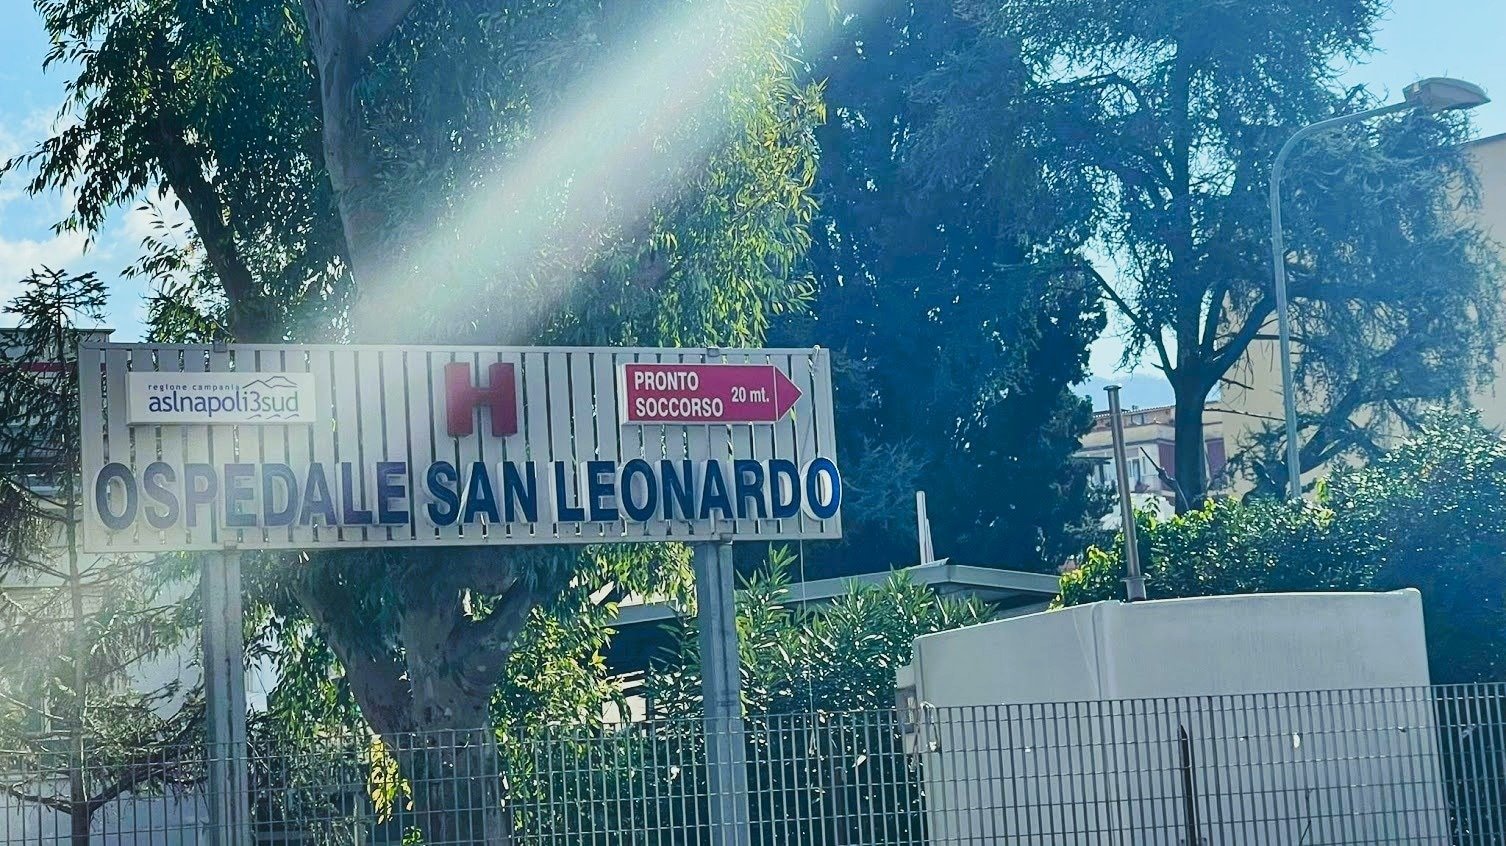 regione campania
aslnapoli3sud
H
PRONTO
SOCCORSO
20 mt.
OSPEDALE SAN LEONARDO